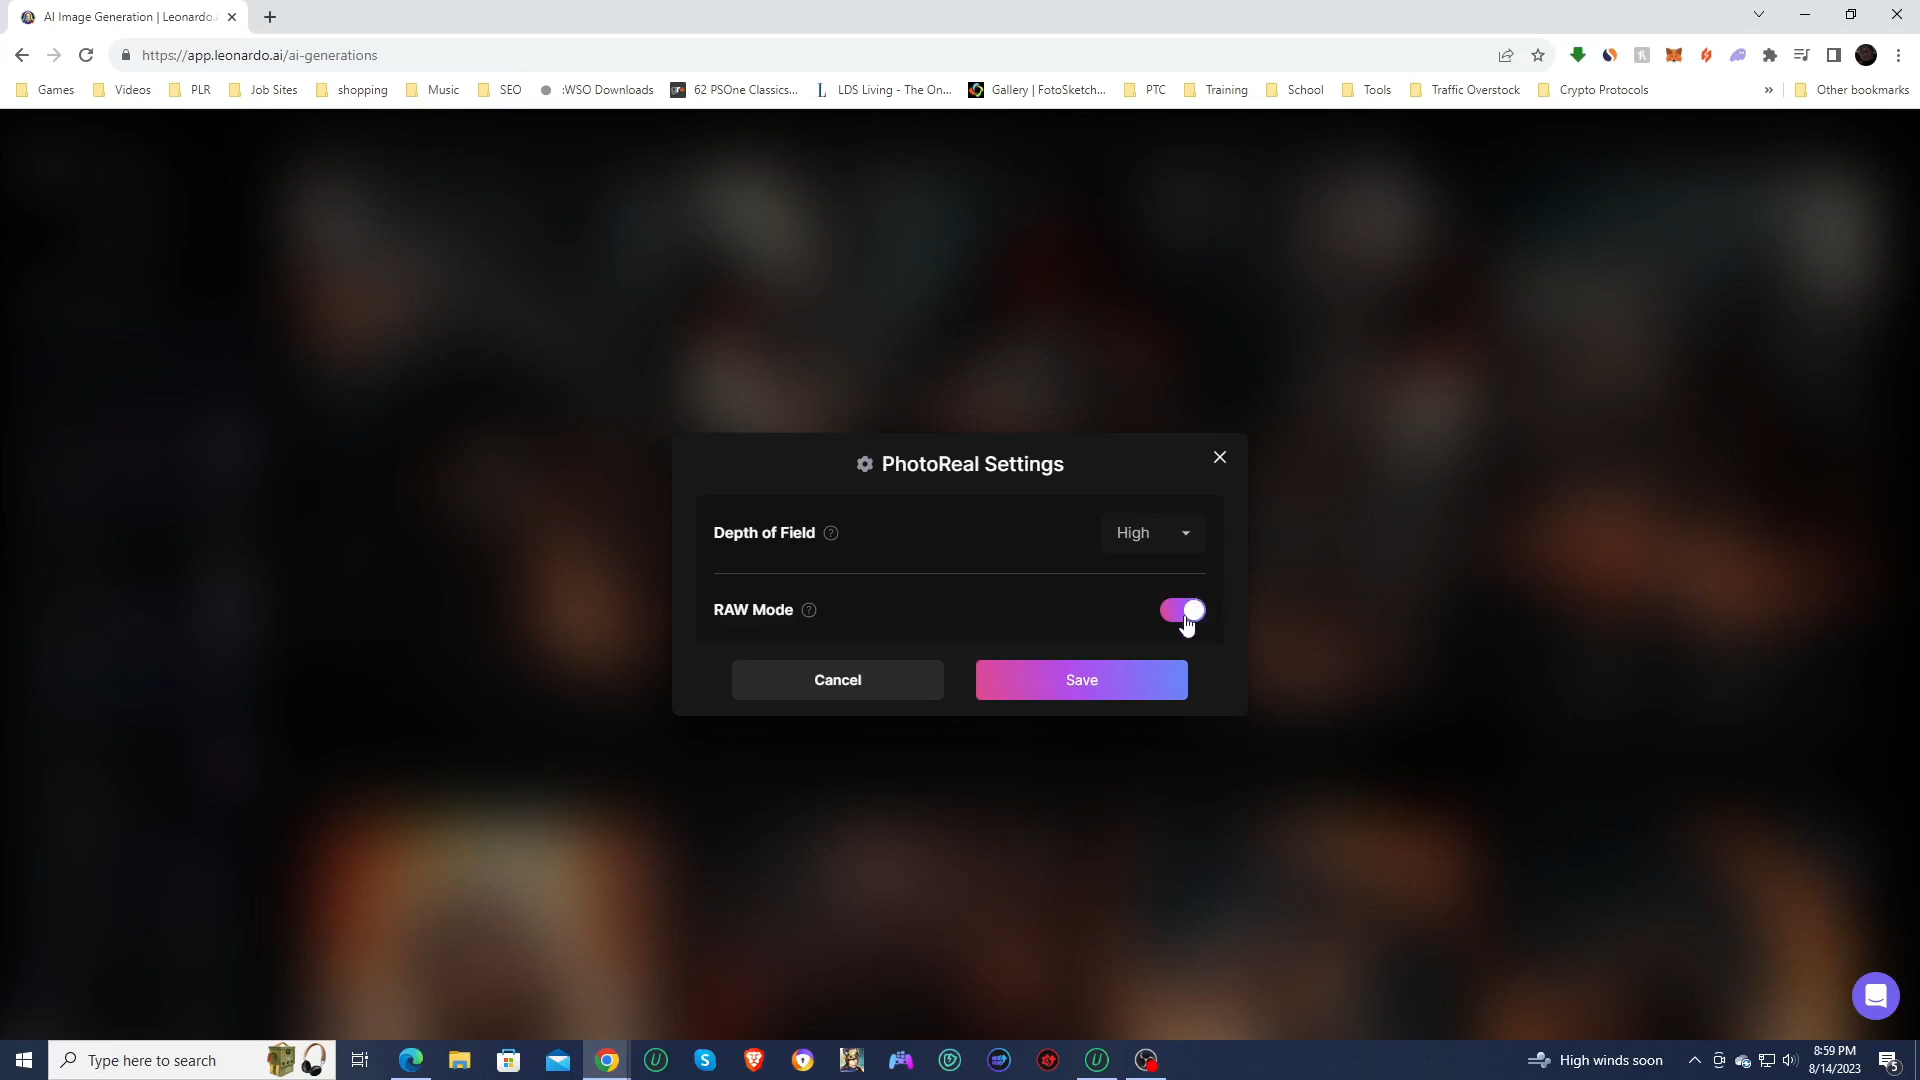 AI Image Generation | Leonardo.
https://app.leonardo.ai/ai-generations
Games Videos PLR Job Sites shopping Music SEO :WSO Downloads 62 PSOne Classics... LDS Living - The On... Gallery | FotoSketch... PTC Training School Tools Traffic Overstock Crypto Protocols » Other bookmarks
PhotoReal Settings
Depth of Field ? High
RAW Mode ?
Cancel Save
Type here to search
High winds soon
8:59 PM
8/14/2023
5